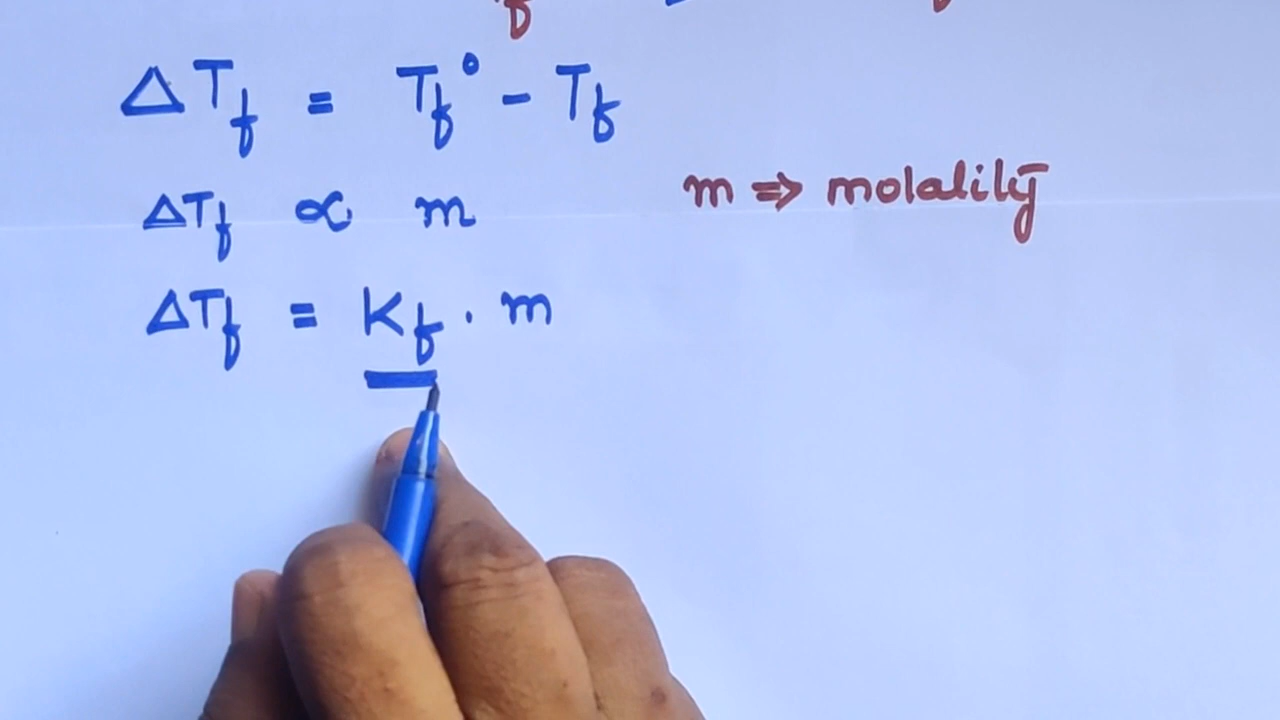 ΔTf = Tf° - Tf
ΔTf ∝ m
m ⇒ molality
ΔTf = Kf . m